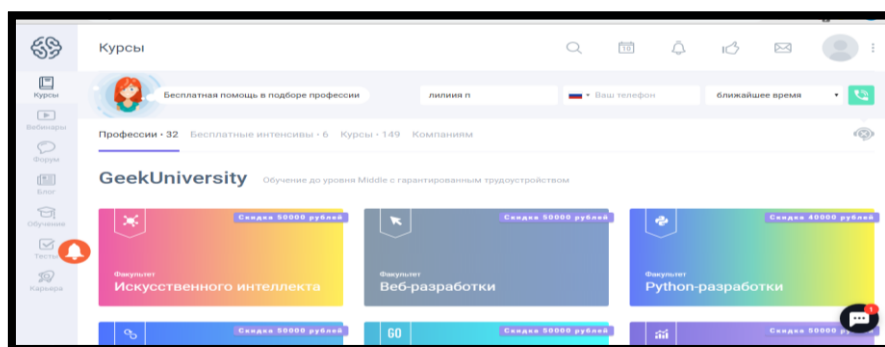 Курсы
Курсы
Вебинары
Форум
Блог
Обучение
Тесты
Карьера
Бесплатная помощь в подборе профессии
лилиия п
Ваш телефон
ближайшее время
Профессии · 32 Бесплатные интенсивы · 6 Курсы · 149 Компаниям
GeekUniversity Обучение до уровня Middle с гарантированным трудоустройством
Скидка 50000 рублей
Факультет
Искусственного интеллекта
Скидка 50000 рублей
Факультет
Веб-разработки
Скидка 40000 рублей
Факультет
Python-разработки
Скидка 50000 рублей
GO
Скидка 50000 рублей
Скидка 50000
1